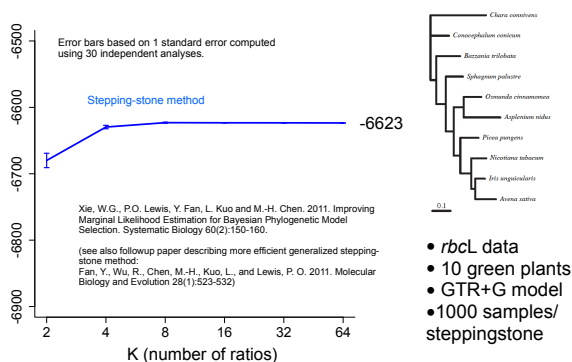 -6500
-6600
-6700
-6800
-6900
Error bars based on 1 standard error computed
using 30 independent analyses.
Stepping-stone method
-6623
Xie, W.G., P.O. Lewis, Y. Fan, L. Kuo and M.-H. Chen. 2011. Improving
Marginal Likelihood Estimation for Bayesian Phylogenetic Model
Selection. Systematic Biology 60(2):150-160.
(see also followup paper describing more efficient generalized stepping-
stone method:
Fan, Y., Wu, R., Chen, M.-H., Kuo, L., and Lewis, P. O. 2011. Molecular
Biology and Evolution 28(1):523-532)
2
4
8
16
32
64
K (number of ratios)
Chara connivens
Conocephalum conicum
Bazzania trilobata
Sphagnum palustre
Osmunda cinnamomea
Asplenium nidus
Picea pungens
Nicotiana tabacum
Iris unguicularis
Avena sativa
0.1
• rbcL data
• 10 green plants
• GTR+G model
•1000 samples/
steppingstone